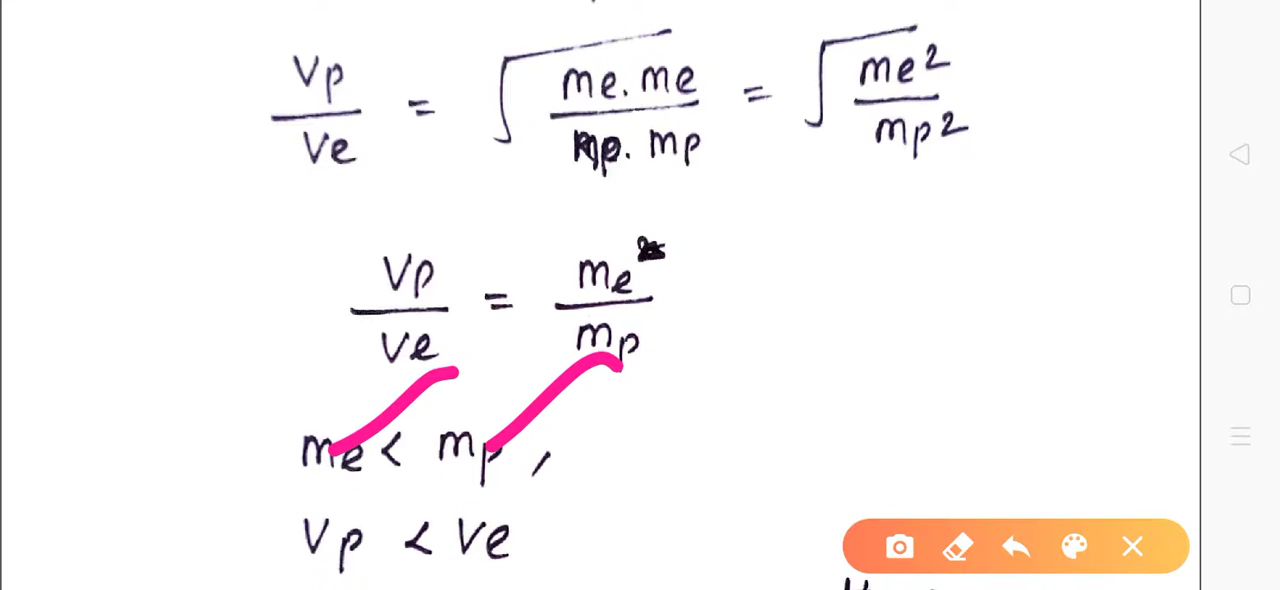 Vp/Ve = √(me.me/mp.mp) = √(me²/mp²)
Vp/Ve = me/mp
me < mp,
Vp < Ve